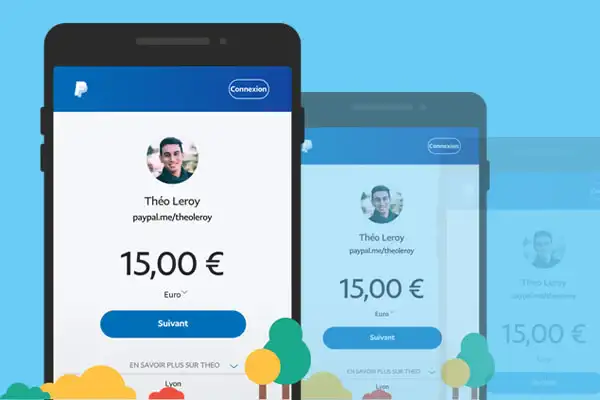 Connexion
Théo Leroy
paypal.me/theoleroy
15,00 €
Euro
Suivant
EN SAVOIR PLUS SUR THEO
Lyon
Connexion
Théo Leroy
paypal.me/theoleroy
15,00 €
Euro
Suivant
EN SAVOIR PLUS SUR THEO
Lyon
Théo Leroy
paypal.me/theoleroy
15,00 €
Suivant